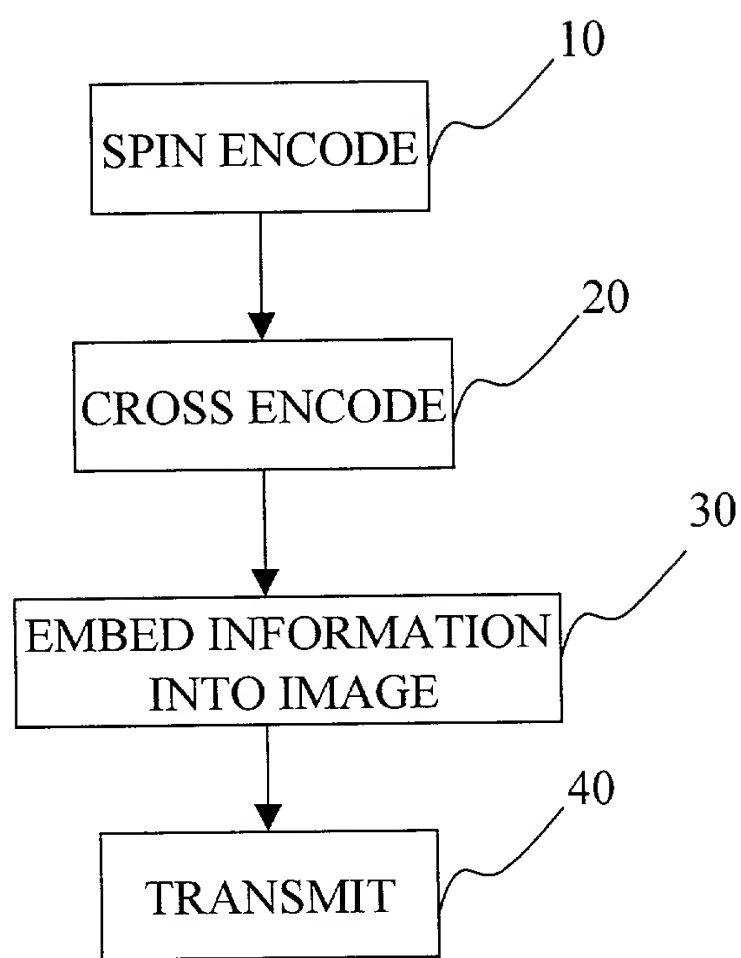 10
SPIN ENCODE
20
CROSS ENCODE
30
EMBED INFORMATION
INTO IMAGE
40
TRANSMIT